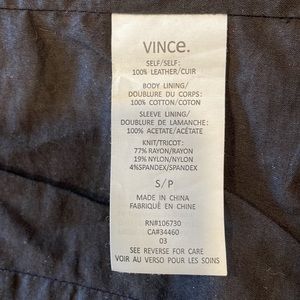 VINCE.
SELF/SELF:
100% LEATHER/CUIR
BODY LINING/
DOUBLURE DU CORPS:
100% COTTON/COTON
SLEEVE LINING/
DOUBLURE DE LAMANCHE:
100% ACETATE/ACÉTATE
KNIT/TRICOT:
77% RAYON/RAYON
19% NYLON/NYLON
4%SPANDEX/SPANDEX
S/P
MADE IN CHINA
FABRIQUÉ EN CHINE
RN#106730
CA#34460
03
SEE REVERSE FOR CARE
VOIR AU VERSO POUR LES SOINS